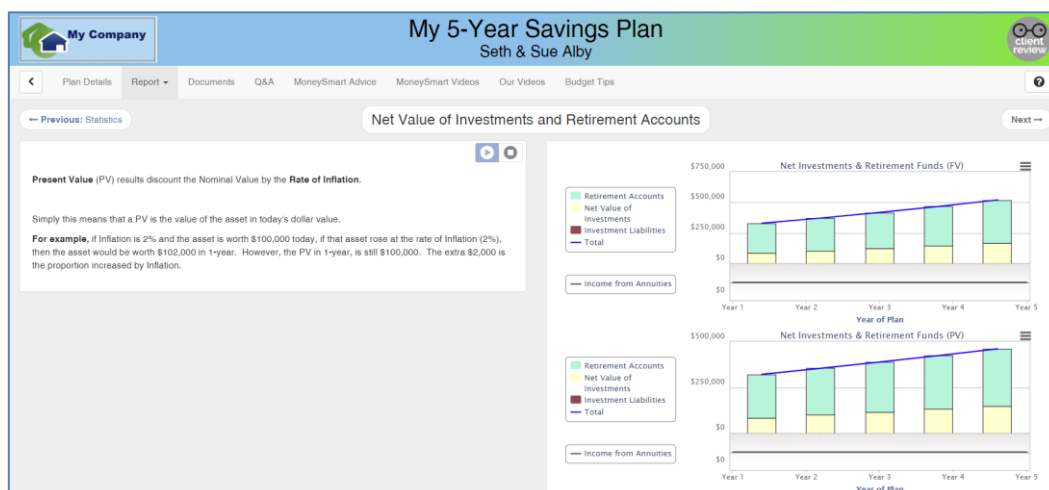 My Company
My 5-Year Savings Plan
Seth & Sue Alby
client
review
Plan Details
Report
Documents
Q&A
MoneySmart Advice
MoneySmart Videos
Our Videos
Budget Tips
← Previous: Statistics
Net Value of Investments and Retirement Accounts
Next →
Present Value (PV) results discount the Nominal Value by the Rate of Inflation.
Simply this means that a PV is the value of the asset in today's dollar value.
For example, if Inflation is 2% and the asset is worth $100,000 today, if that asset rose at the rate of Inflation (2%),
then the asset would be worth $102,000 in 1-year. However, the PV in 1-year, is still $100,000. The extra $2,000 is
the proportion increased by Inflation.
Net Investments & Retirement Funds (FV)
Retirement Accounts
Net Value of
Investments
Investment Liabilities
Total
Income from Annuities
$750,000
$500,000
$250,000
$0
$0
Year 1
Year 2
Year 3
Year 4
Year 5
Year of Plan
Net Investments & Retirement Funds (PV)
Retirement Accounts
Net Value of
Investments
Investment Liabilities
Total
Income from Annuities
$500,000
$250,000
$0
$0
Year 1
Year 2
Year 3
Year 4
Year 5
Year of Plan